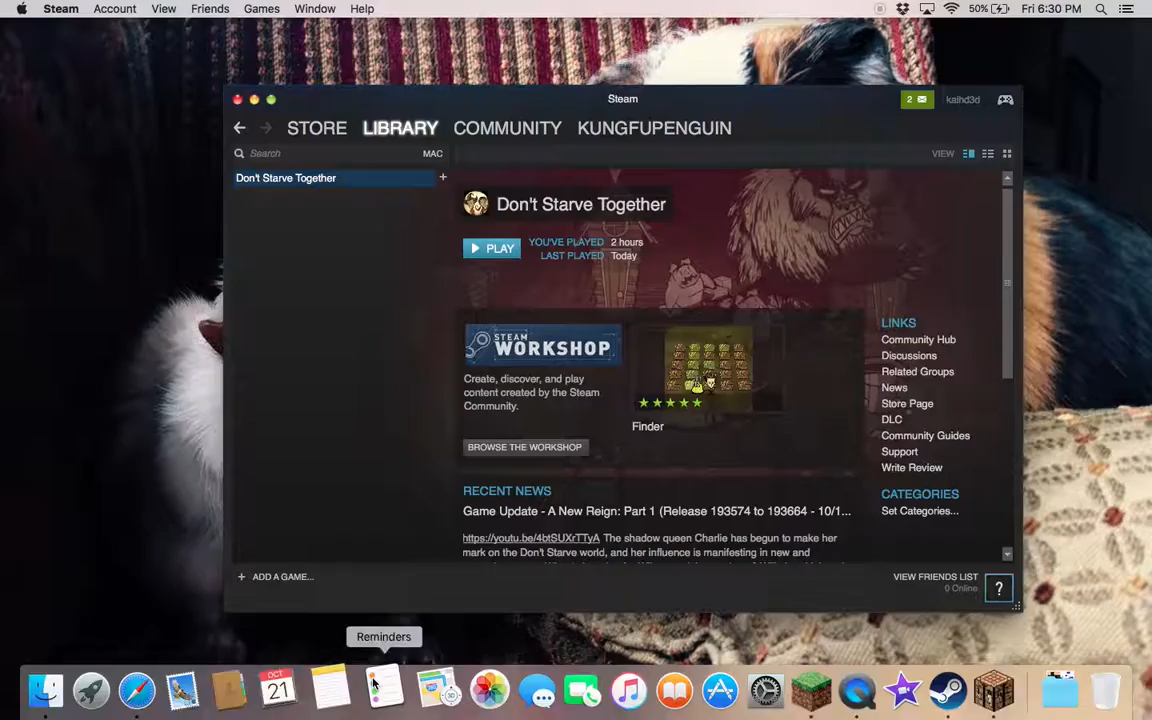 Steam Account View Friends Games Window Help 50% Fri 6:30 PM
Steam 2 kaihd3d
STORE LIBRARY COMMUNITY KUNGFUPENGUIN
Search MAC VIEW
Don't Starve Together +
Don't Starve Together
PLAY YOU'VE PLAYED 2 hours
LAST PLAYED Today
STEAM
WORKSHOP
Create, discover, and play
content created by the Steam
Community.
Finder
BROWSE THE WORKSHOP
LINKS
Community Hub
Discussions
Related Groups
News
Store Page
DLC
Community Guides
Support
Write Review
CATEGORIES
Set Categories...
RECENT NEWS
Game Update - A New Reign: Part 1 (Release 193574 to 193664 - 10/1...
https://youtu.be/4btSUXrTTyA The shadow queen Charlie has begun to make her
mark on the Don't Starve world, and her influence is manifesting in new and
+ ADD A GAME...
VIEW FRIENDS LIST
0 Online
?
Reminders
OCT
21